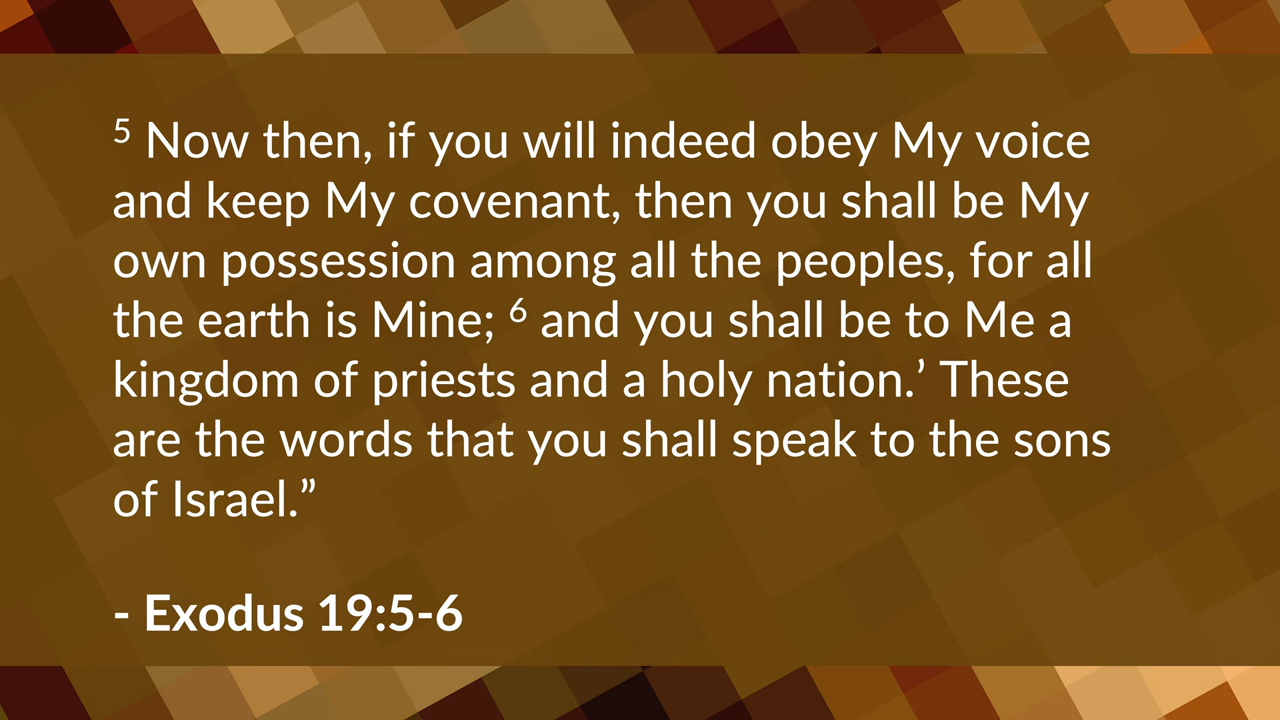 ⁵ Now then, if you will indeed obey My voice
and keep My covenant, then you shall be My
own possession among all the peoples, for all
the earth is Mine; ⁶ and you shall be to Me a
kingdom of priests and a holy nation.’ These
are the words that you shall speak to the sons
of Israel.”
- Exodus 19:5-6